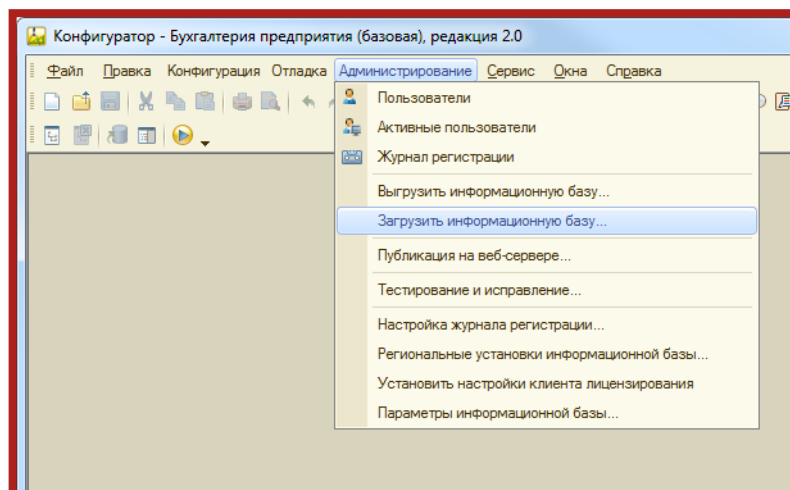 Конфигуратор - Бухгалтерия предприятия (базовая), редакция 2.0
Файл Правка Конфигурация Отладка Администрирование Сервис Окна Справка
Пользователи
Активные пользователи
Журнал регистрации
Выгрузить информационную базу...
Загрузить информационную базу...
Публикация на веб-сервере...
Тестирование и исправление...
Настройка журнала регистрации...
Региональные установки информационной базы...
Установить настройки клиента лицензирования
Параметры информационной базы...